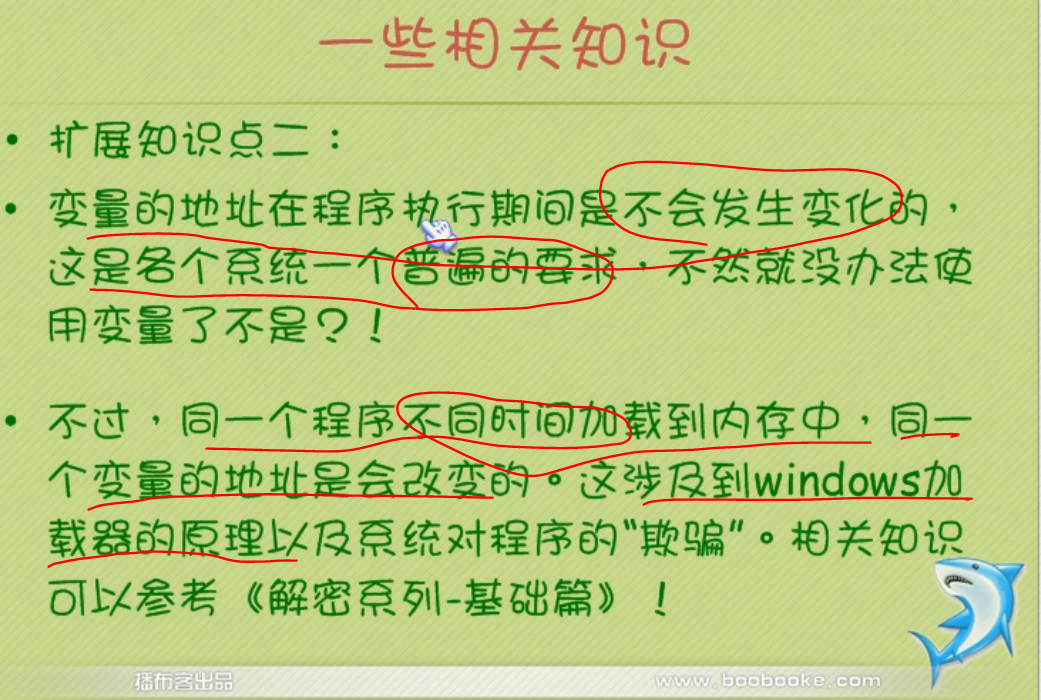 一些相关知识
• 扩展知识点二：
• 变量的地址在程序执行期间是不会发生变化的，
这是各个系统一个普遍的要求，不然就没办法使
用变量了不是？！
• 不过，同一个程序不同时间加载到内存中，同一
个变量的地址是会改变的。这涉及到windows加
载器的原理以及系统对程序的“欺骗”。相关知识
可以参考《解密系列-基础篇》！
播布客出品
www.boobooke.com